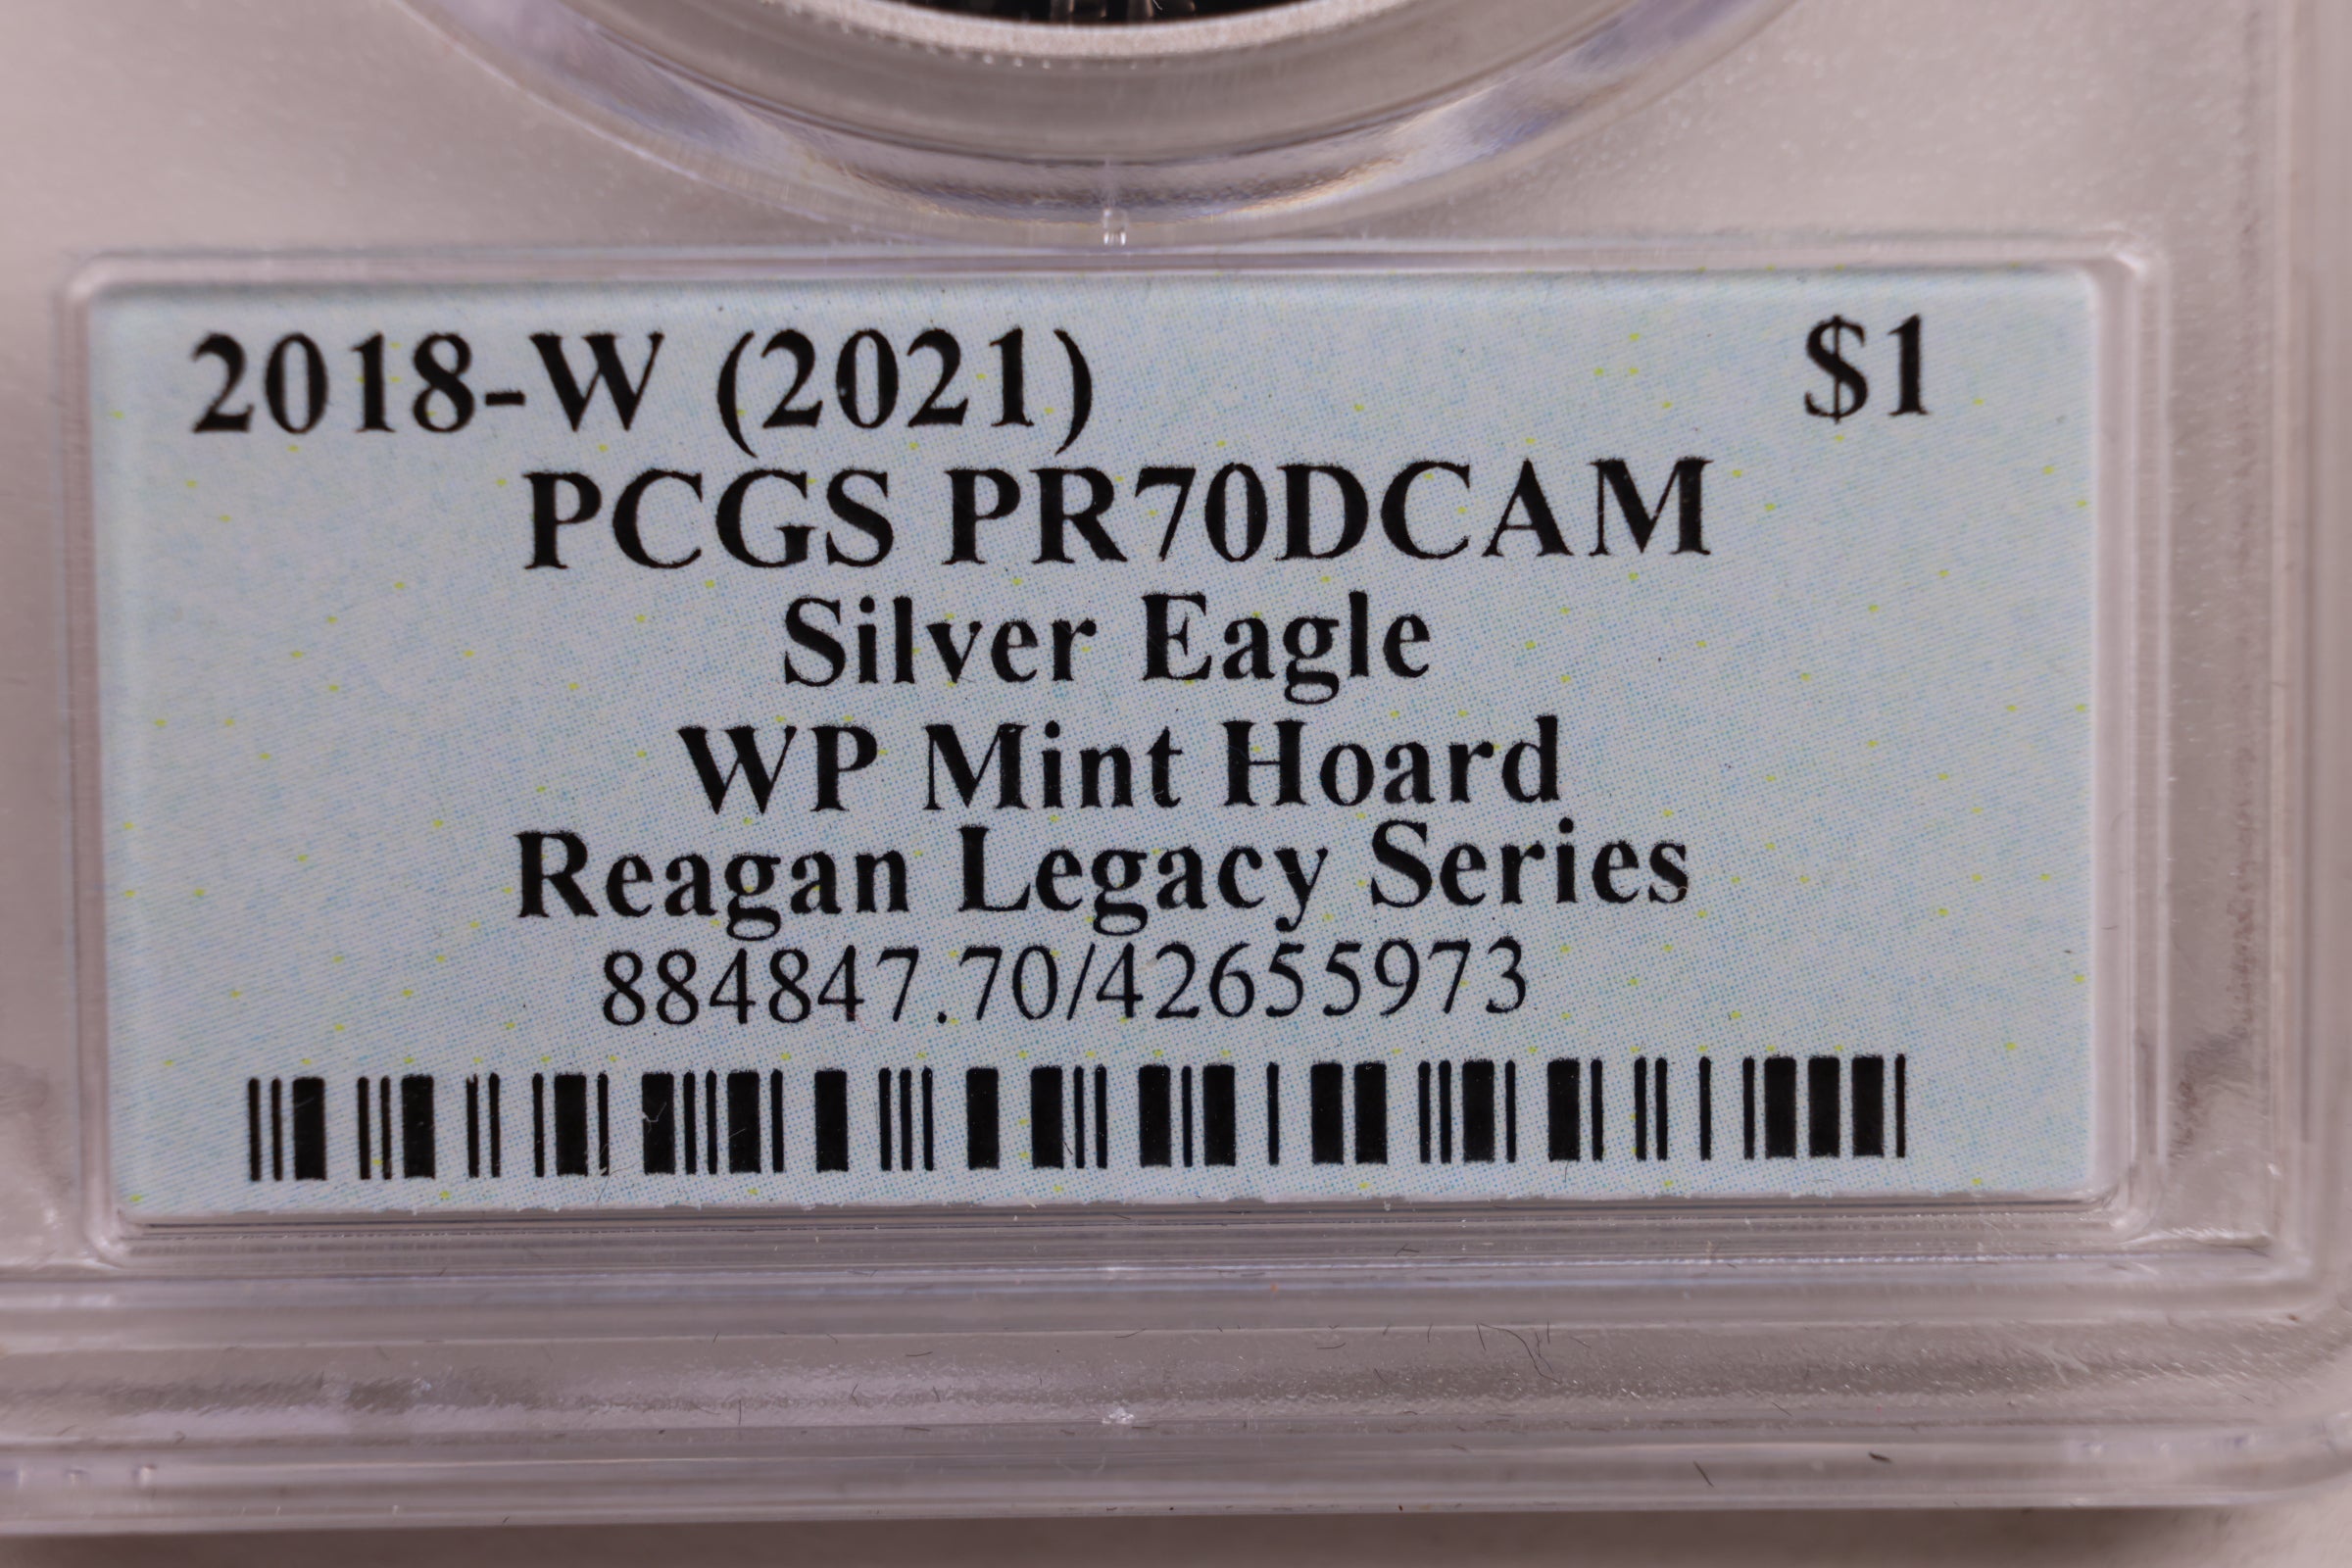 2018-W (2021) $1
PCGS PR70DCAM
Silver Eagle
WP Mint Hoard
Reagan Legacy Series
884847.70/42655973